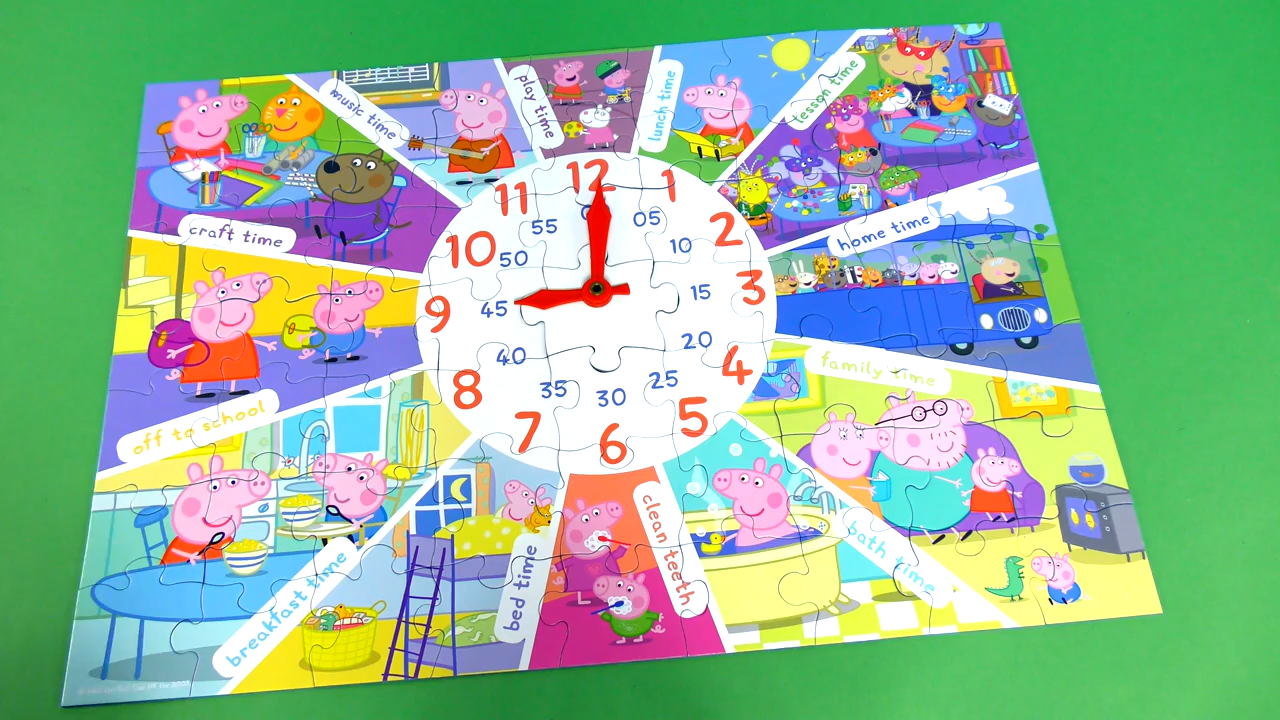 play time
lunch time
lesson time
music time
craft time
home time
off to school
family time
breakfast time
bed time
clean teeth
bath time
12
1
2
3
4
5
6
7
8
9
10
11
05
10
15
20
25
30
35
40
45
50
55